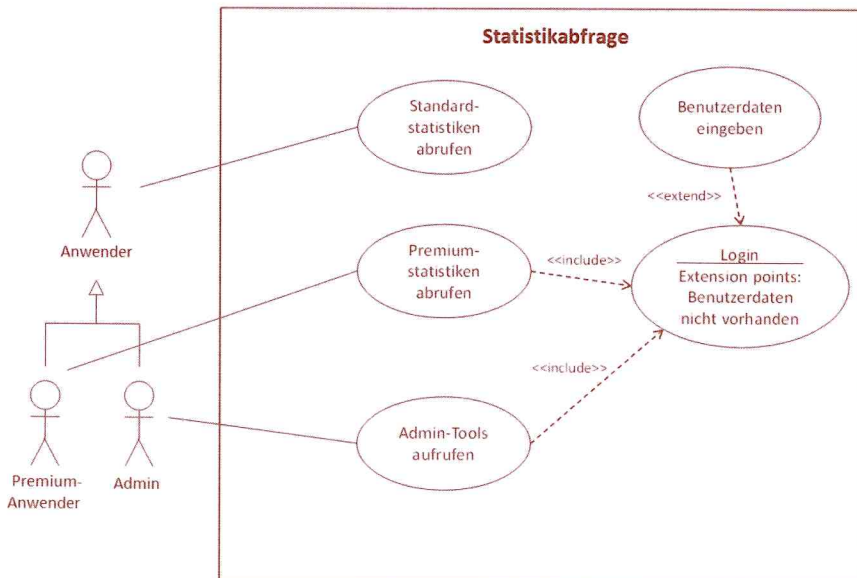 Statistikabfrage
Standard-
statistiken
abrufen
Benutzerdaten
eingeben
<<extend>>
Anwender
Premium-
statistiken
abrufen
<<include>>
Login
Extension points:
Benutzerdaten
nicht vorhanden
<<include>>
Admin-Tools
aufrufen
Premium-
Anwender
Admin